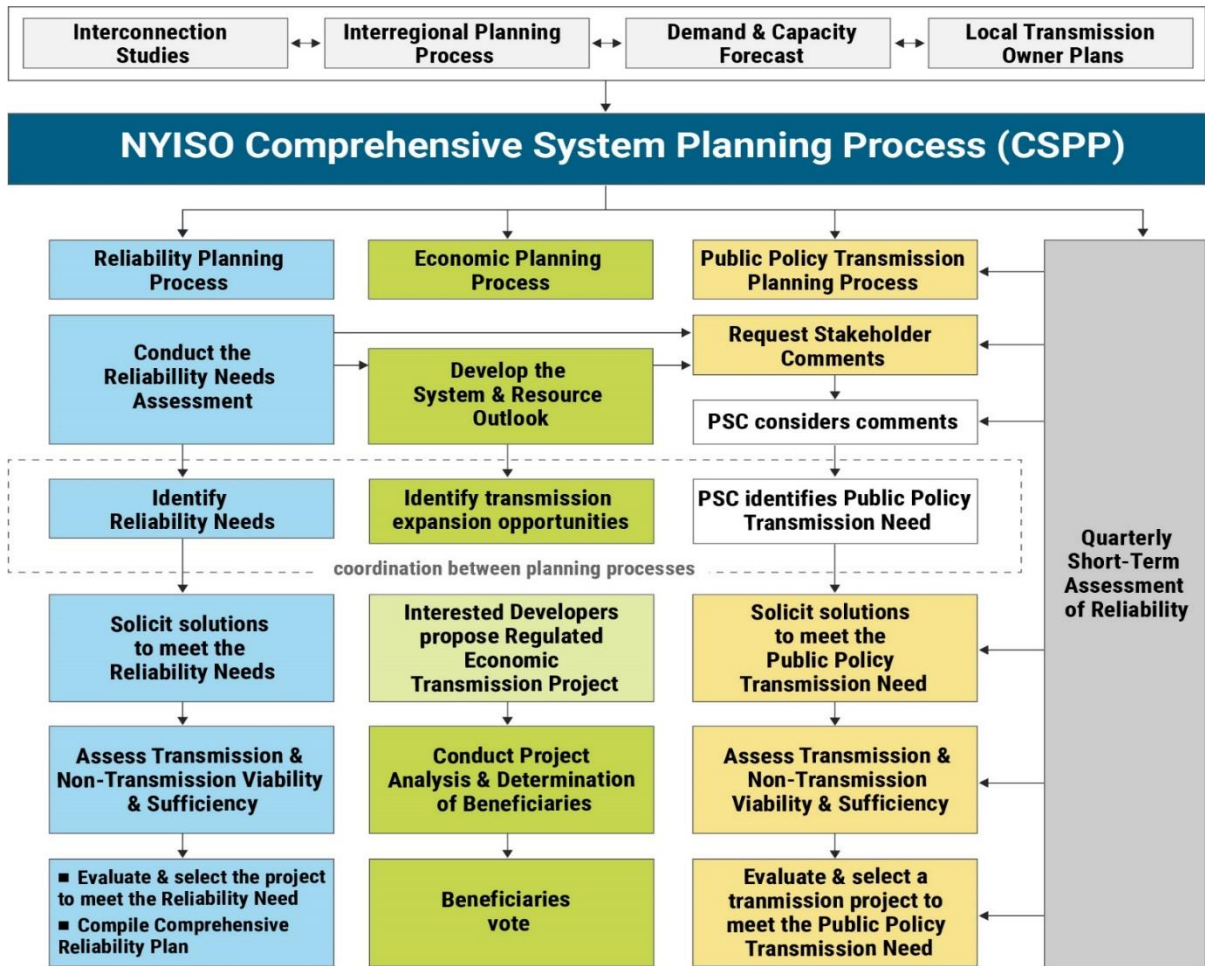 Interconnection
Studies
Interregional Planning
Process
Demand & Capacity
Forecast
Local Transmission
Owner Plans
NYISO Comprehensive System Planning Process (CSPP)
Reliability Planning
Process
Economic Planning
Process
Public Policy Transmission
Planning Process
Conduct the
Reliabillity Needs
Assessment
Develop the
System & Resource
Outlook
Request Stakeholder
Comments
PSC considers comments
Identify
Reliability Needs
Identify transmission
expansion opportunities
PSC identifies Public Policy
Transmission Need
coordination between planning processes
Quarterly
Short-Term
Assessment
of Reliability
Solicit solutions
to meet the
Reliability Needs
Interested Developers
propose Regulated
Economic
Transmission Project
Solicit solutions
to meet the
Public Policy
Transmission Need
Assess Transmission &
Non-Transmission Viability
& Sufficiency
Conduct Project
Analysis & Determination
of Beneficiaries
Assess Transmission &
Non-Transmission
Viability & Sufficiency
■ Evaluate & select the project
to meet the Reliability Need
■ Compile Comprehensive
Reliability Plan
Beneficiaries
vote
Evaluate & select a
tranmission project to
meet the Public Policy
Transmission Need